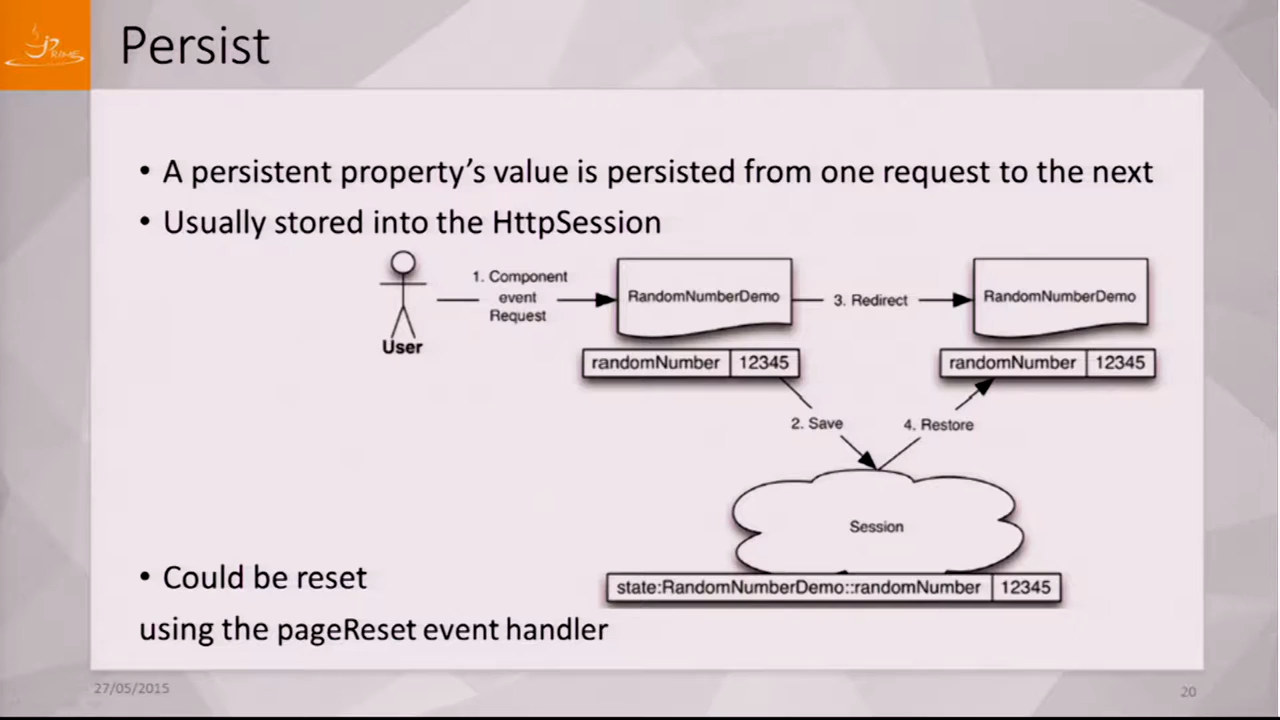 JPRIME
Persist
• A persistent property's value is persisted from one request to the next
• Usually stored into the HttpSession
1. Component
event
Request
User
RandomNumberDemo
3. Redirect
RandomNumberDemo
randomNumber 12345
randomNumber 12345
2. Save
4. Restore
Session
state:RandomNumberDemo::randomNumber 12345
• Could be reset
using the pageReset event handler
27/05/2015
20